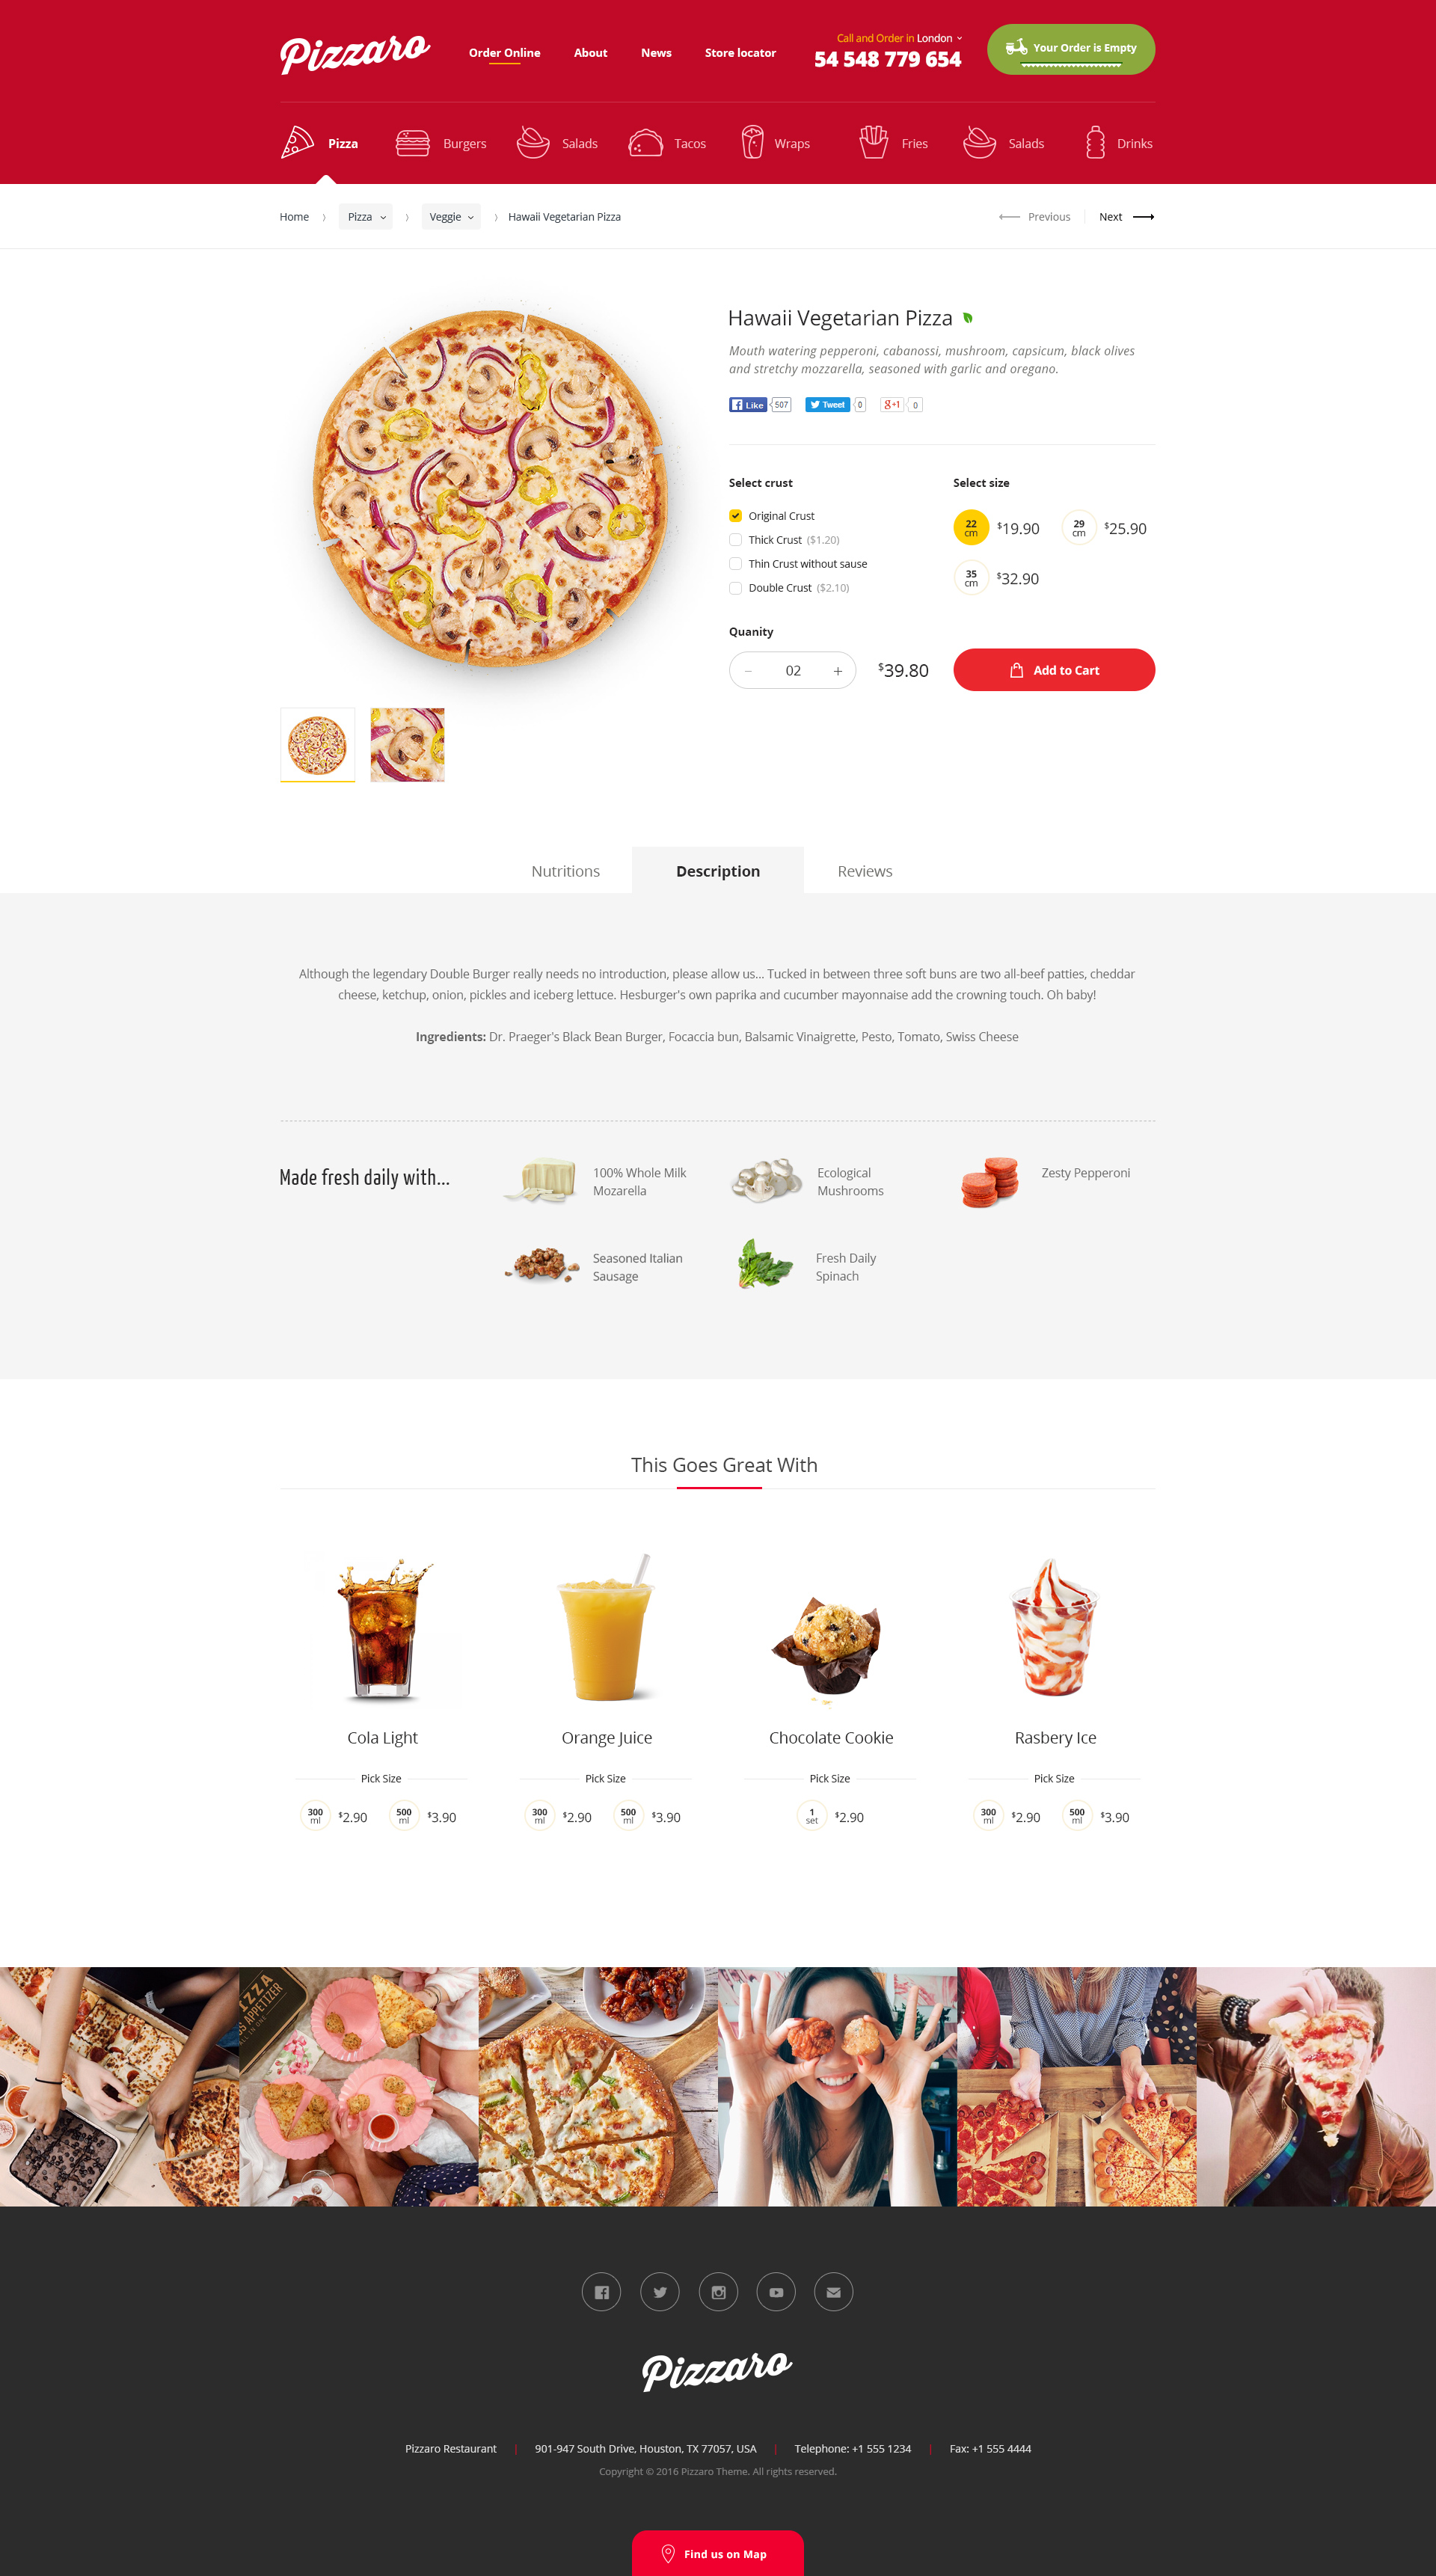 Pizzaro
Order Online
About
News
Store locator
Call and Order in London
54 548 779 654
Your Order is Empty
Pizza
Burgers
Salads
Tacos
Wraps
Fries
Salads
Drinks
Home
Pizza
Veggie
Hawaii Vegetarian Pizza
Previous
Next
Hawaii Vegetarian Pizza
Mouth watering pepperoni, cabanossi, mushroom, capsicum, black olives
and stretchy mozzarella, seasoned with garlic and oregano.
Like 507
Tweet 0
g+1 0
Select crust
Original Crust
Thick Crust ($1.20)
Thin Crust without sause
Double Crust ($2.10)
Select size
22 cm $19.90
29 cm $25.90
35 cm $32.90
Quanity
− 02 +
$39.80
Add to Cart
Nutritions
Description
Reviews
Although the legendary Double Burger really needs no introduction, please allow us... Tucked in between three soft buns are two all-beef patties, cheddar
cheese, ketchup, onion, pickles and iceberg lettuce. Hesburger's own paprika and cucumber mayonnaise add the crowning touch. Oh baby!
Ingredients: Dr. Praeger's Black Bean Burger, Focaccia bun, Balsamic Vinaigrette, Pesto, Tomato, Swiss Cheese
Made fresh daily with...
100% Whole Milk
Mozarella
Ecological
Mushrooms
Zesty Pepperoni
Seasoned Italian
Sausage
Fresh Daily
Spinach
This Goes Great With
Cola Light
Pick Size
300 ml $2.90
500 ml $3.90
Orange Juice
Pick Size
300 ml $2.90
500 ml $3.90
Chocolate Cookie
Pick Size
1 set $2.90
Rasbery Ice
Pick Size
300 ml $2.90
500 ml $3.90
Pizzaro
Pizzaro Restaurant | 901-947 South Drive, Houston, TX 77057, USA | Telephone: +1 555 1234 | Fax: +1 555 4444
Copyright © 2016 Pizzaro Theme. All rights reserved.
Find us on Map